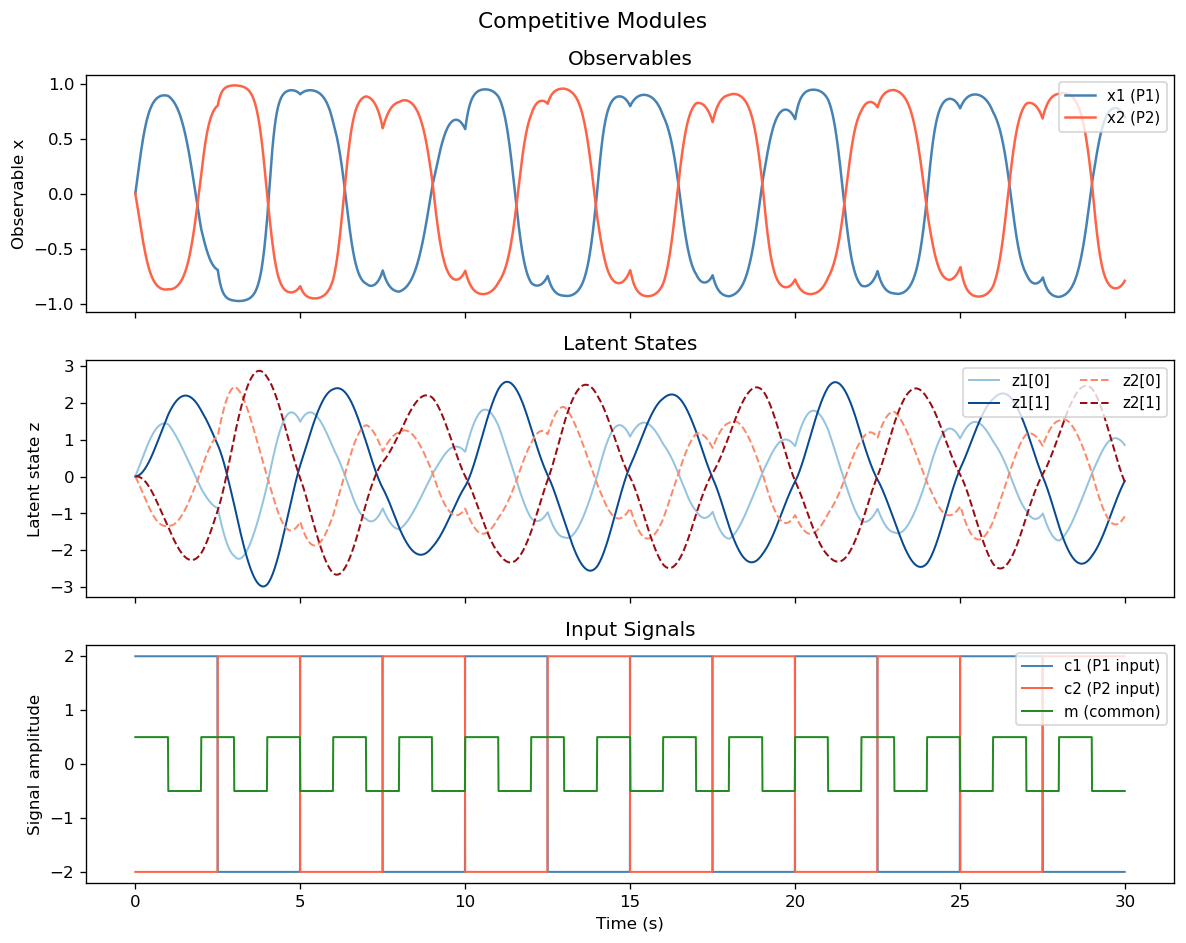 Competitive Modules
Observables
1.0
0.5
0.0
−0.5
−1.0
Observable x
x1 (P1)
x2 (P2)
Latent States
3
2
1
0
−1
−2
−3
Latent state z
z1[0] z2[0]
z1[1] z2[1]
Input Signals
2
1
0
−1
−2
Signal amplitude
c1 (P1 input)
c2 (P2 input)
m (common)
0 5 10 15 20 25 30
Time (s)